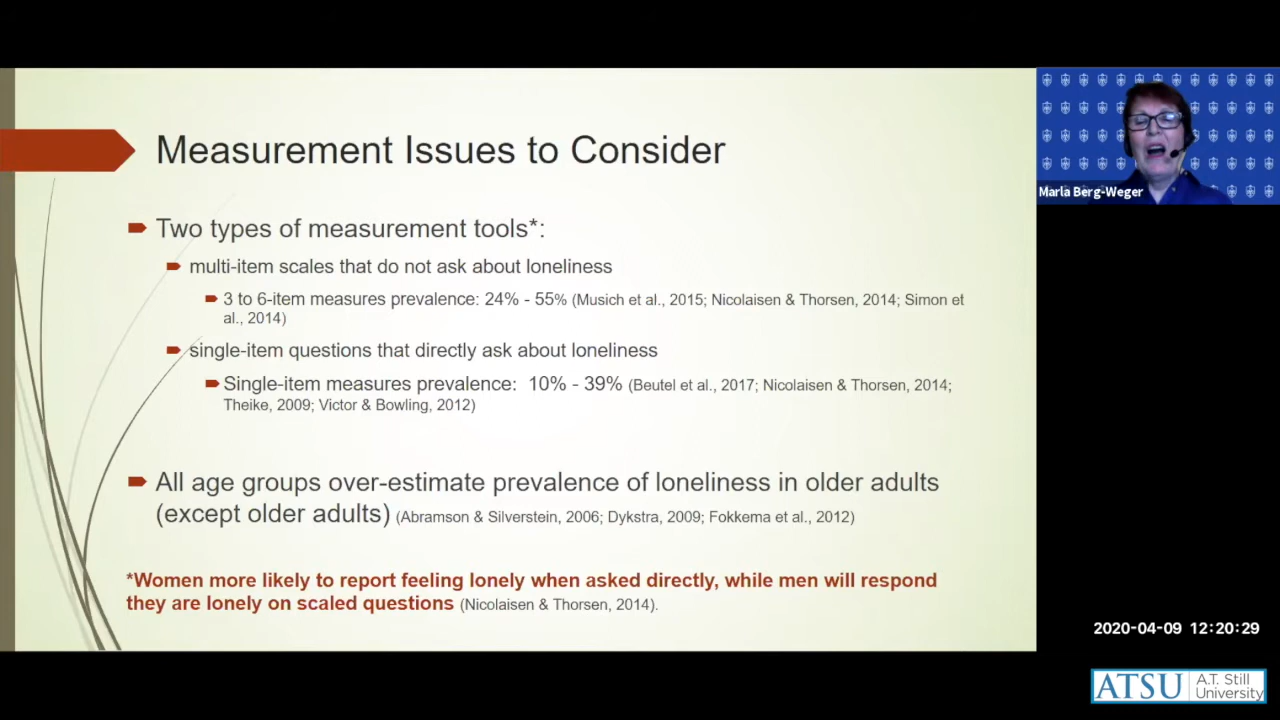 Measurement Issues to Consider
Two types of measurement tools*:
multi-item scales that do not ask about loneliness
3 to 6-item measures prevalence: 24% - 55% (Musich et al., 2015; Nicolaisen & Thorsen, 2014; Simon et
al., 2014)
single-item questions that directly ask about loneliness
Single-item measures prevalence: 10% - 39% (Beutel et al., 2017; Nicolaisen & Thorsen, 2014;
Theike, 2009; Victor & Bowling, 2012)
All age groups over-estimate prevalence of loneliness in older adults
(except older adults) (Abramson & Silverstein, 2006; Dykstra, 2009; Fokkema et al., 2012)
*Women more likely to report feeling lonely when asked directly, while men will respond
they are lonely on scaled questions (Nicolaisen & Thorsen, 2014).
Marla Berg-Weger
2020-04-09 12:20:29
ATSU
A.T. Still
University